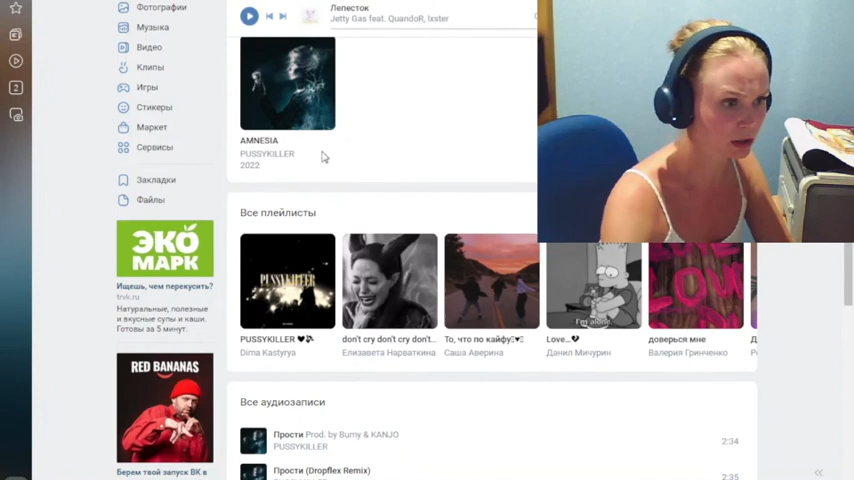 Фотографии
Музыка
Видео
Клипы
Игры
Стикеры
Маркет
Сервисы
Закладки
Файлы
2
ЭКО
МАРК
Ищешь, чем перекусить?
trvk.ru
Натуральные, полезные
и вкусные супы и каши.
Готовы за 5 минут.
RED BANANAS
Берем твой запуск ВК в
Лепесток
Jetty Gas feat. QuandoR, lxster
AMNESIA
PUSSYKILLER
2022
Все плейлисты
PUSSYKILLER
I'm alone.
LOVE
PUSSYKILLER
Dima Kastyrya
don't cry don't cry don't...
Елизавета Нарваткина
То, что по кайфу
Саша Аверина
Love...
Данил Мичурин
доверься мне
Валерия Гринченко
Все аудиозаписи
Прости Prod. by Burny & KANJO
PUSSYKILLER
2:34
Прости (Dropflex Remix)
2:35